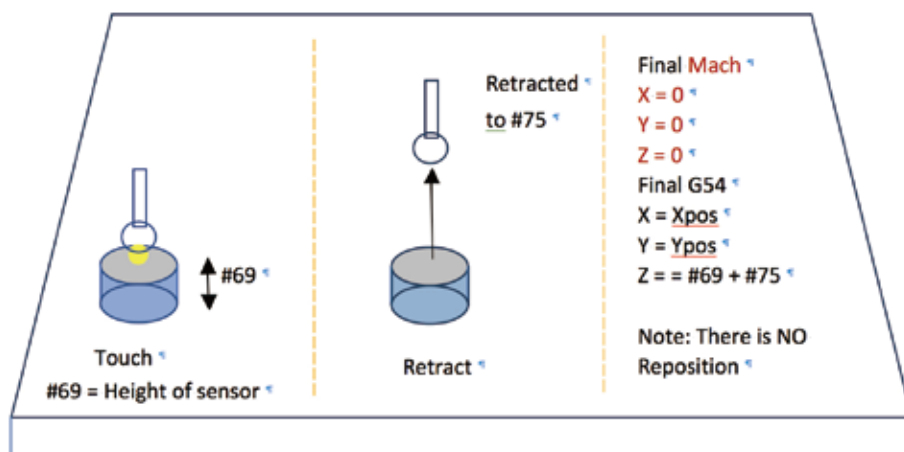 #69
Touch
#69 = Height of sensor
Retracted
to #75
Retract
Final Mach
X = 0
Y = 0
Z = 0
Final G54
X = Xpos
Y = Ypos
Z = = #69 + #75
Note: There is NO
Reposition